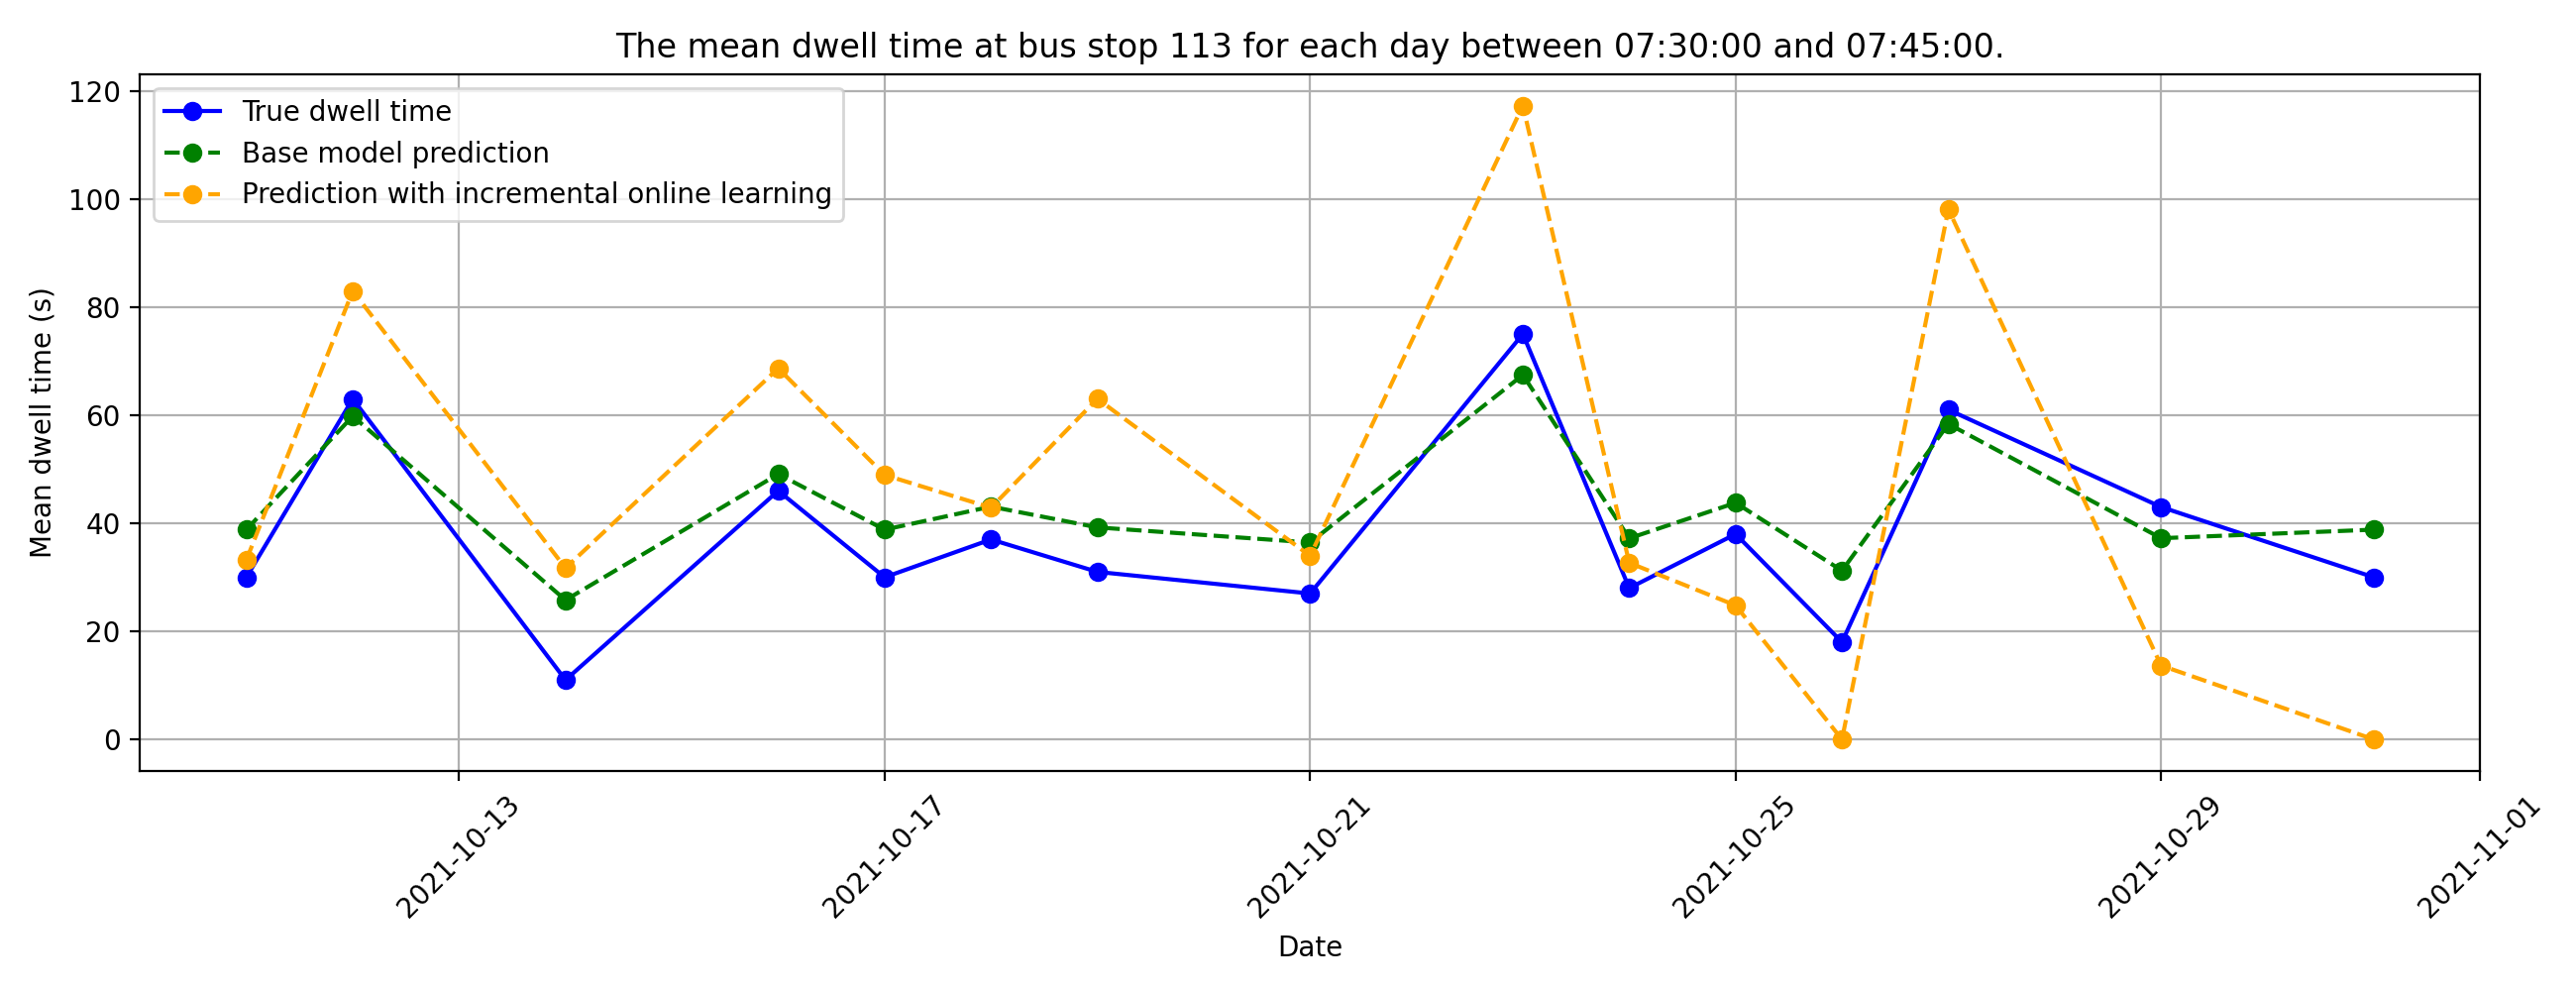 The mean dwell time at bus stop 113 for each day between 07:30:00 and 07:45:00.
True dwell time
Base model prediction
Prediction with incremental online learning
Mean dwell time (s)
120
100
80
60
40
20
0
2021-10-13
2021-10-17
2021-10-21
2021-10-25
2021-10-29
2021-11-01
Date